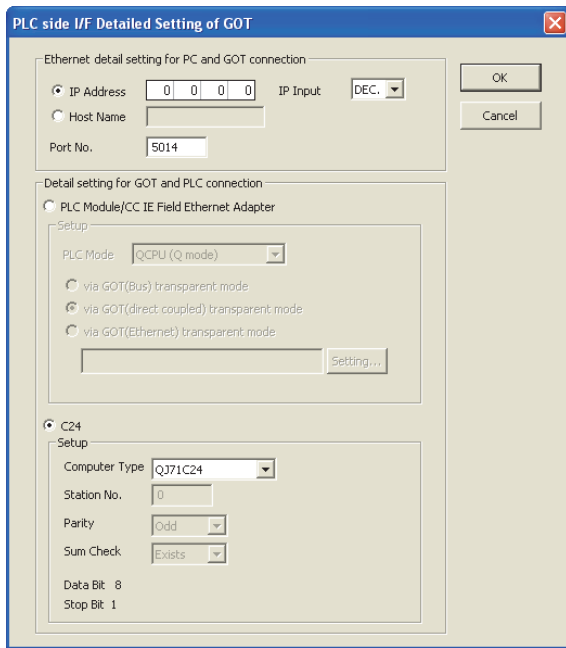 PLC side I/F Detailed Setting of GOT
Ethernet detail setting for PC and GOT connection
IP Address 0 0 0 0 IP Input DEC.
Host Name
Port No. 5014
OK
Cancel
Detail setting for GOT and PLC connection
PLC Module/CC IE Field Ethernet Adapter
Setup
PLC Mode QCPU (Q mode)
via GOT(Bus) transparent mode
via GOT(direct coupled) transparent mode
via GOT(Ethernet) transparent mode
Setting...
C24
Setup
Computer Type QJ71C24
Station No. 0
Parity Odd
Sum Check Exists
Data Bit 8
Stop Bit 1